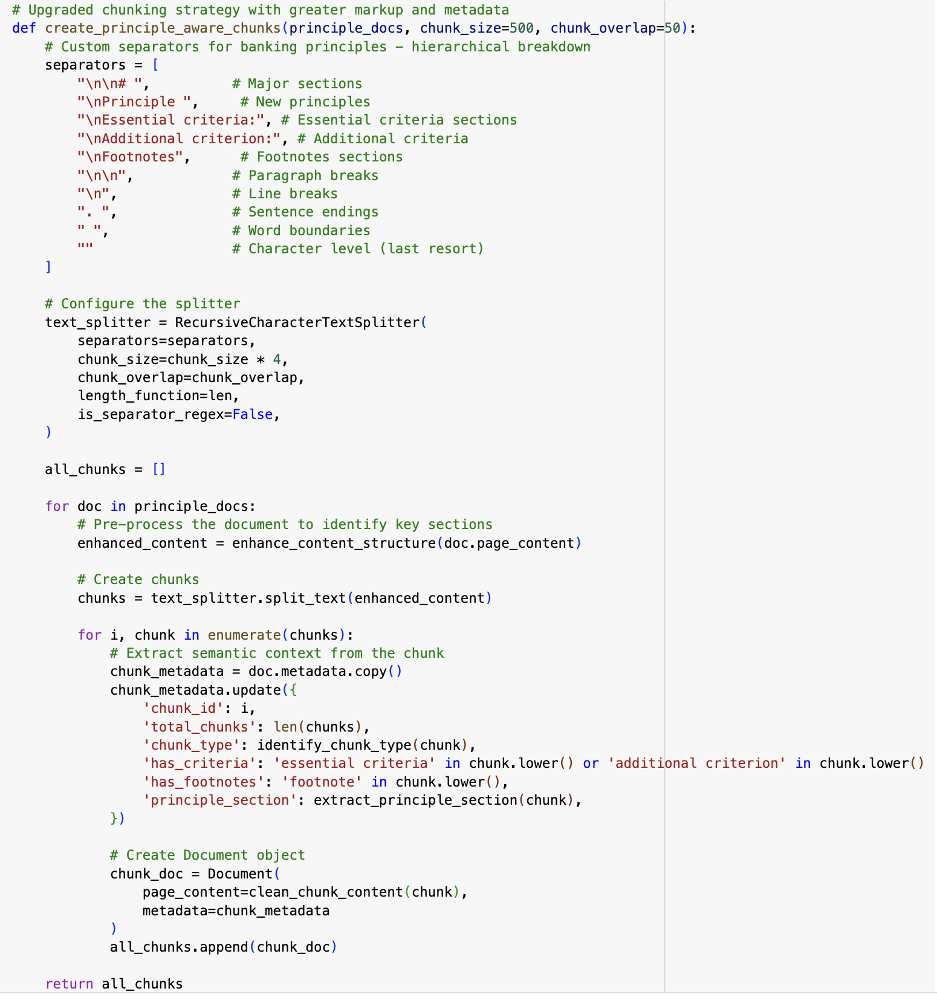 # Upgraded chunking strategy with greater markup and metadata
def create_principle_aware_chunks(principle_docs, chunk_size=500, chunk_overlap=50):
    # Custom separators for banking principles – hierarchical breakdown
    separators = [
        "\n\n# ",          # Major sections
        "\nPrinciple ",     # New principles
        "\nEssential criteria:", # Essential criteria sections
        "\nAdditional criterion:", # Additional criteria
        "\nFootnotes",      # Footnotes sections
        "\n\n",            # Paragraph breaks
        "\n",              # Line breaks
        ". ",              # Sentence endings
        " ",               # Word boundaries
        ""                 # Character level (last resort)
    ]

    # Configure the splitter
    text_splitter = RecursiveCharacterTextSplitter(
        separators=separators,
        chunk_size=chunk_size * 4,
        chunk_overlap=chunk_overlap,
        length_function=len,
        is_separator_regex=False,
    )

    all_chunks = []

    for doc in principle_docs:
        # Pre-process the document to identify key sections
        enhanced_content = enhance_content_structure(doc.page_content)

        # Create chunks
        chunks = text_splitter.split_text(enhanced_content)

        for i, chunk in enumerate(chunks):
            # Extract semantic context from the chunk
            chunk_metadata = doc.metadata.copy()
            chunk_metadata.update({
                'chunk_id': i,
                'total_chunks': len(chunks),
                'chunk_type': identify_chunk_type(chunk),
                'has_criteria': 'essential criteria' in chunk.lower() or 'additional criterion' in chunk.lower()
                'has_footnotes': 'footnote' in chunk.lower(),
                'principle_section': extract_principle_section(chunk),
            })

            # Create Document object
            chunk_doc = Document(
                page_content=clean_chunk_content(chunk),
                metadata=chunk_metadata
            )
            all_chunks.append(chunk_doc)

    return all_chunks